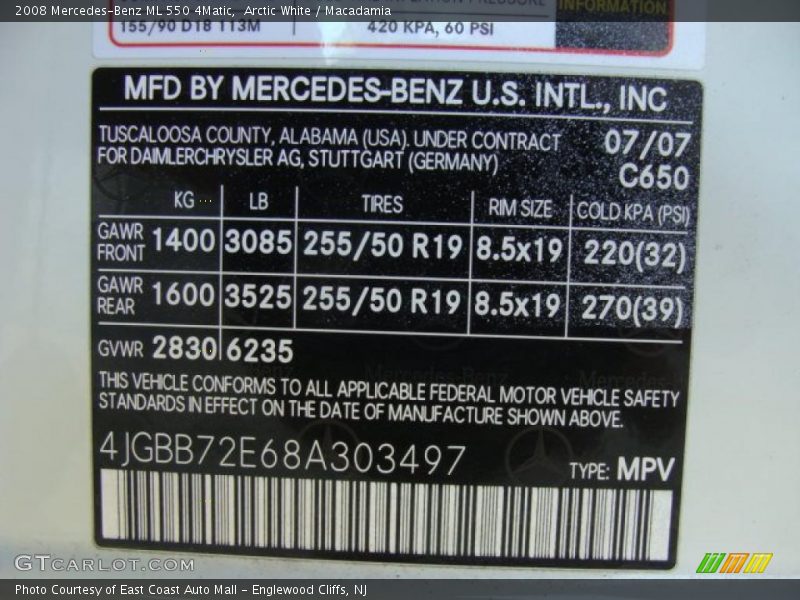 2008 Mercedes-Benz ML 550 4Matic, Arctic White / Macadamia
INFORMATION
155/90 D18 113M 420 KPA, 60 PSI
MFD BY MERCEDES-BENZ U.S. INTL., INC
TUSCALOOSA COUNTY, ALABAMA (USA). UNDER CONTRACT 07/07
FOR DAIMLERCHRYSLER AG, STUTTGART (GERMANY)
C650
KG LB TIRES RIM SIZE COLD KPA (PSI)
GAWR FRONT 1400 3085 255/50 R19 8.5x19 220(32)
GAWR REAR 1600 3525 255/50 R19 8.5x19 270(39)
GVWR 2830 6235
THIS VEHICLE CONFORMS TO ALL APPLICABLE FEDERAL MOTOR VEHICLE SAFETY
STANDARDS IN EFFECT ON THE DATE OF MANUFACTURE SHOWN ABOVE.
4JGBB72E68A303497
TYPE: MPV
GTCARLOT.COM
Photo Courtesy of East Coast Auto Mall - Englewood Cliffs, NJ